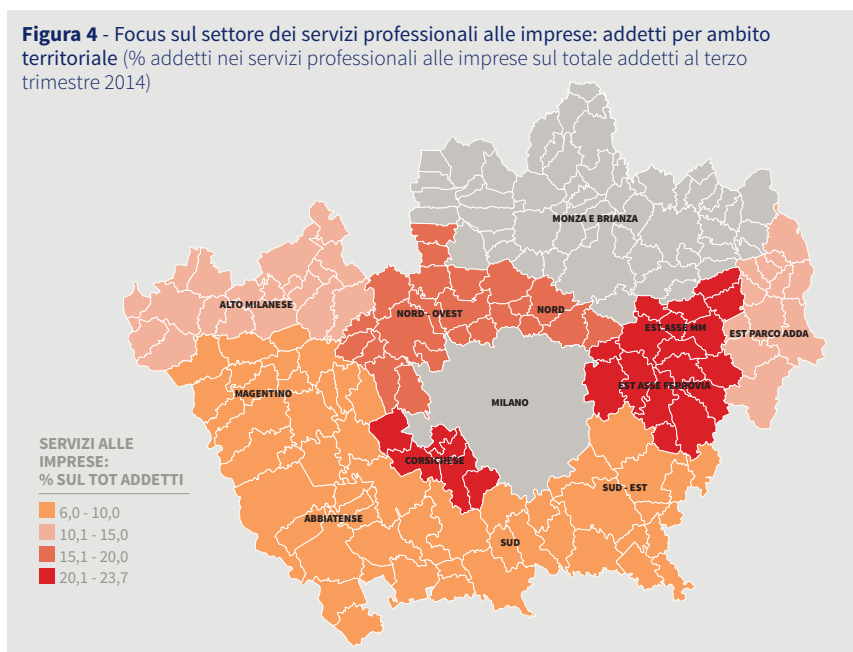 Figura 4 - Focus sul settore dei servizi professionali alle imprese: addetti per ambito
territoriale (% addetti nei servizi professionali alle imprese sul totale addetti al terzo
trimestre 2014)
MONZA E BRIANZA
ALTO MILANESE
NORD - OVEST
NORD
EST ASSE MM
EST PARCO ADDA
EST ASSE FERROVIA
MAGENTINO
MILANO
CORSICHESE
SUD - EST
ABBIATENSE
SUD
SERVIZI ALLE
IMPRESE:
% SUL TOT ADDETTI
6,0 - 10,0
10,1 - 15,0
15,1 - 20,0
20,1 - 23,7